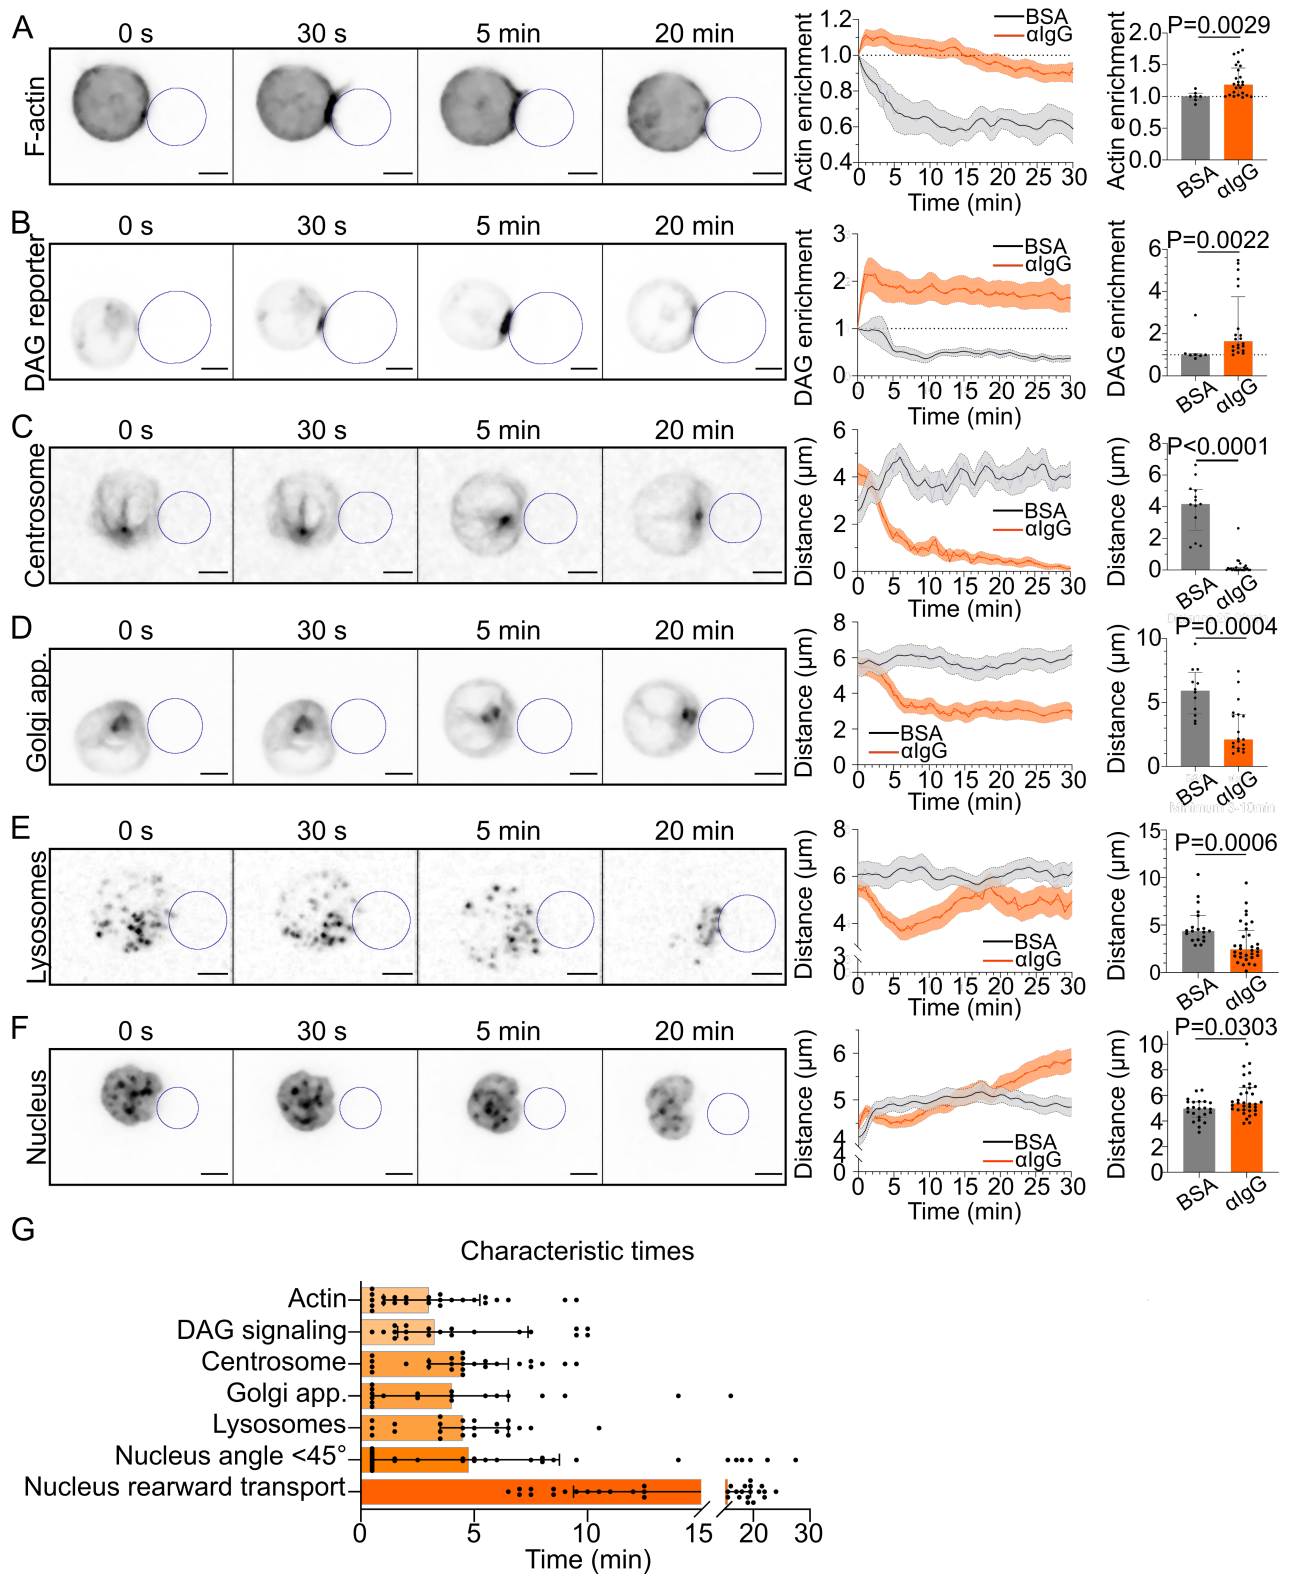 A
0 s
30 s
5 min
20 min
F-actin
Actin enrichment
1.2
1.0
0.8
0.6
0.4
BSA
αIgG
0 5 10 15 20 25 30
Time (min)
Actin enrichment
P=0.0029
2.0
1.5
1.0
0.5
0.0
BSA
αIgG
B
0 s
30 s
5 min
20 min
DAG reporter
DAG enrichment
3
2
1
0
BSA
αIgG
0 5 10 15 20 25 30
Time (min)
DAG enrichment
P=0.0022
6
4
2
0
BSA
αIgG
C
0 s
30 s
5 min
20 min
Centrosome
Distance (μm)
6
4
2
0
BSA
αIgG
0 5 10 15 20 25 30
Time (min)
Distance (μm)
P<0.0001
8
6
4
2
0
BSA
αIgG
D
0 s
30 s
5 min
20 min
Golgi app.
Distance (μm)
8
6
4
2
0
BSA
αIgG
0 5 10 15 20 25 30
Time (min)
Distance (μm)
P=0.0004
10
5
0
BSA
αIgG
Minimum 3-10min
E
0 s
30 s
5 min
20 min
Lysosomes
Distance (μm)
8
6
4
3
0
BSA
αIgG
0 5 10 15 20 25 30
Time (min)
Distance (μm)
P=0.0006
15
10
5
0
BSA
αIgG
F
0 s
30 s
5 min
20 min
Nucleus
Distance (μm)
6
5
4
4
0
BSA
αIgG
0 5 10 15 20 25 30
Time (min)
Distance (μm)
P=0.0303
10
8
6
4
2
0
BSA
αIgG
G
Characteristic times
Actin
DAG signaling
Centrosome
Golgi app.
Lysosomes
Nucleus angle <45°
Nucleus rearward transport
0 5 10 15 20 30
Time (min)